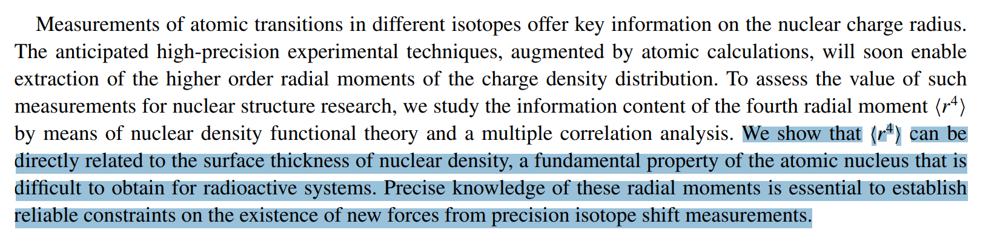 Measurements of atomic transitions in different isotopes offer key information on the nuclear charge radius.
The anticipated high-precision experimental techniques, augmented by atomic calculations, will soon enable
extraction of the higher order radial moments of the charge density distribution. To assess the value of such
measurements for nuclear structure research, we study the information content of the fourth radial moment ⟨r⁴⟩
by means of nuclear density functional theory and a multiple correlation analysis. We show that ⟨r⁴⟩ can be
directly related to the surface thickness of nuclear density, a fundamental property of the atomic nucleus that is
difficult to obtain for radioactive systems. Precise knowledge of these radial moments is essential to establish
reliable constraints on the existence of new forces from precision isotope shift measurements.